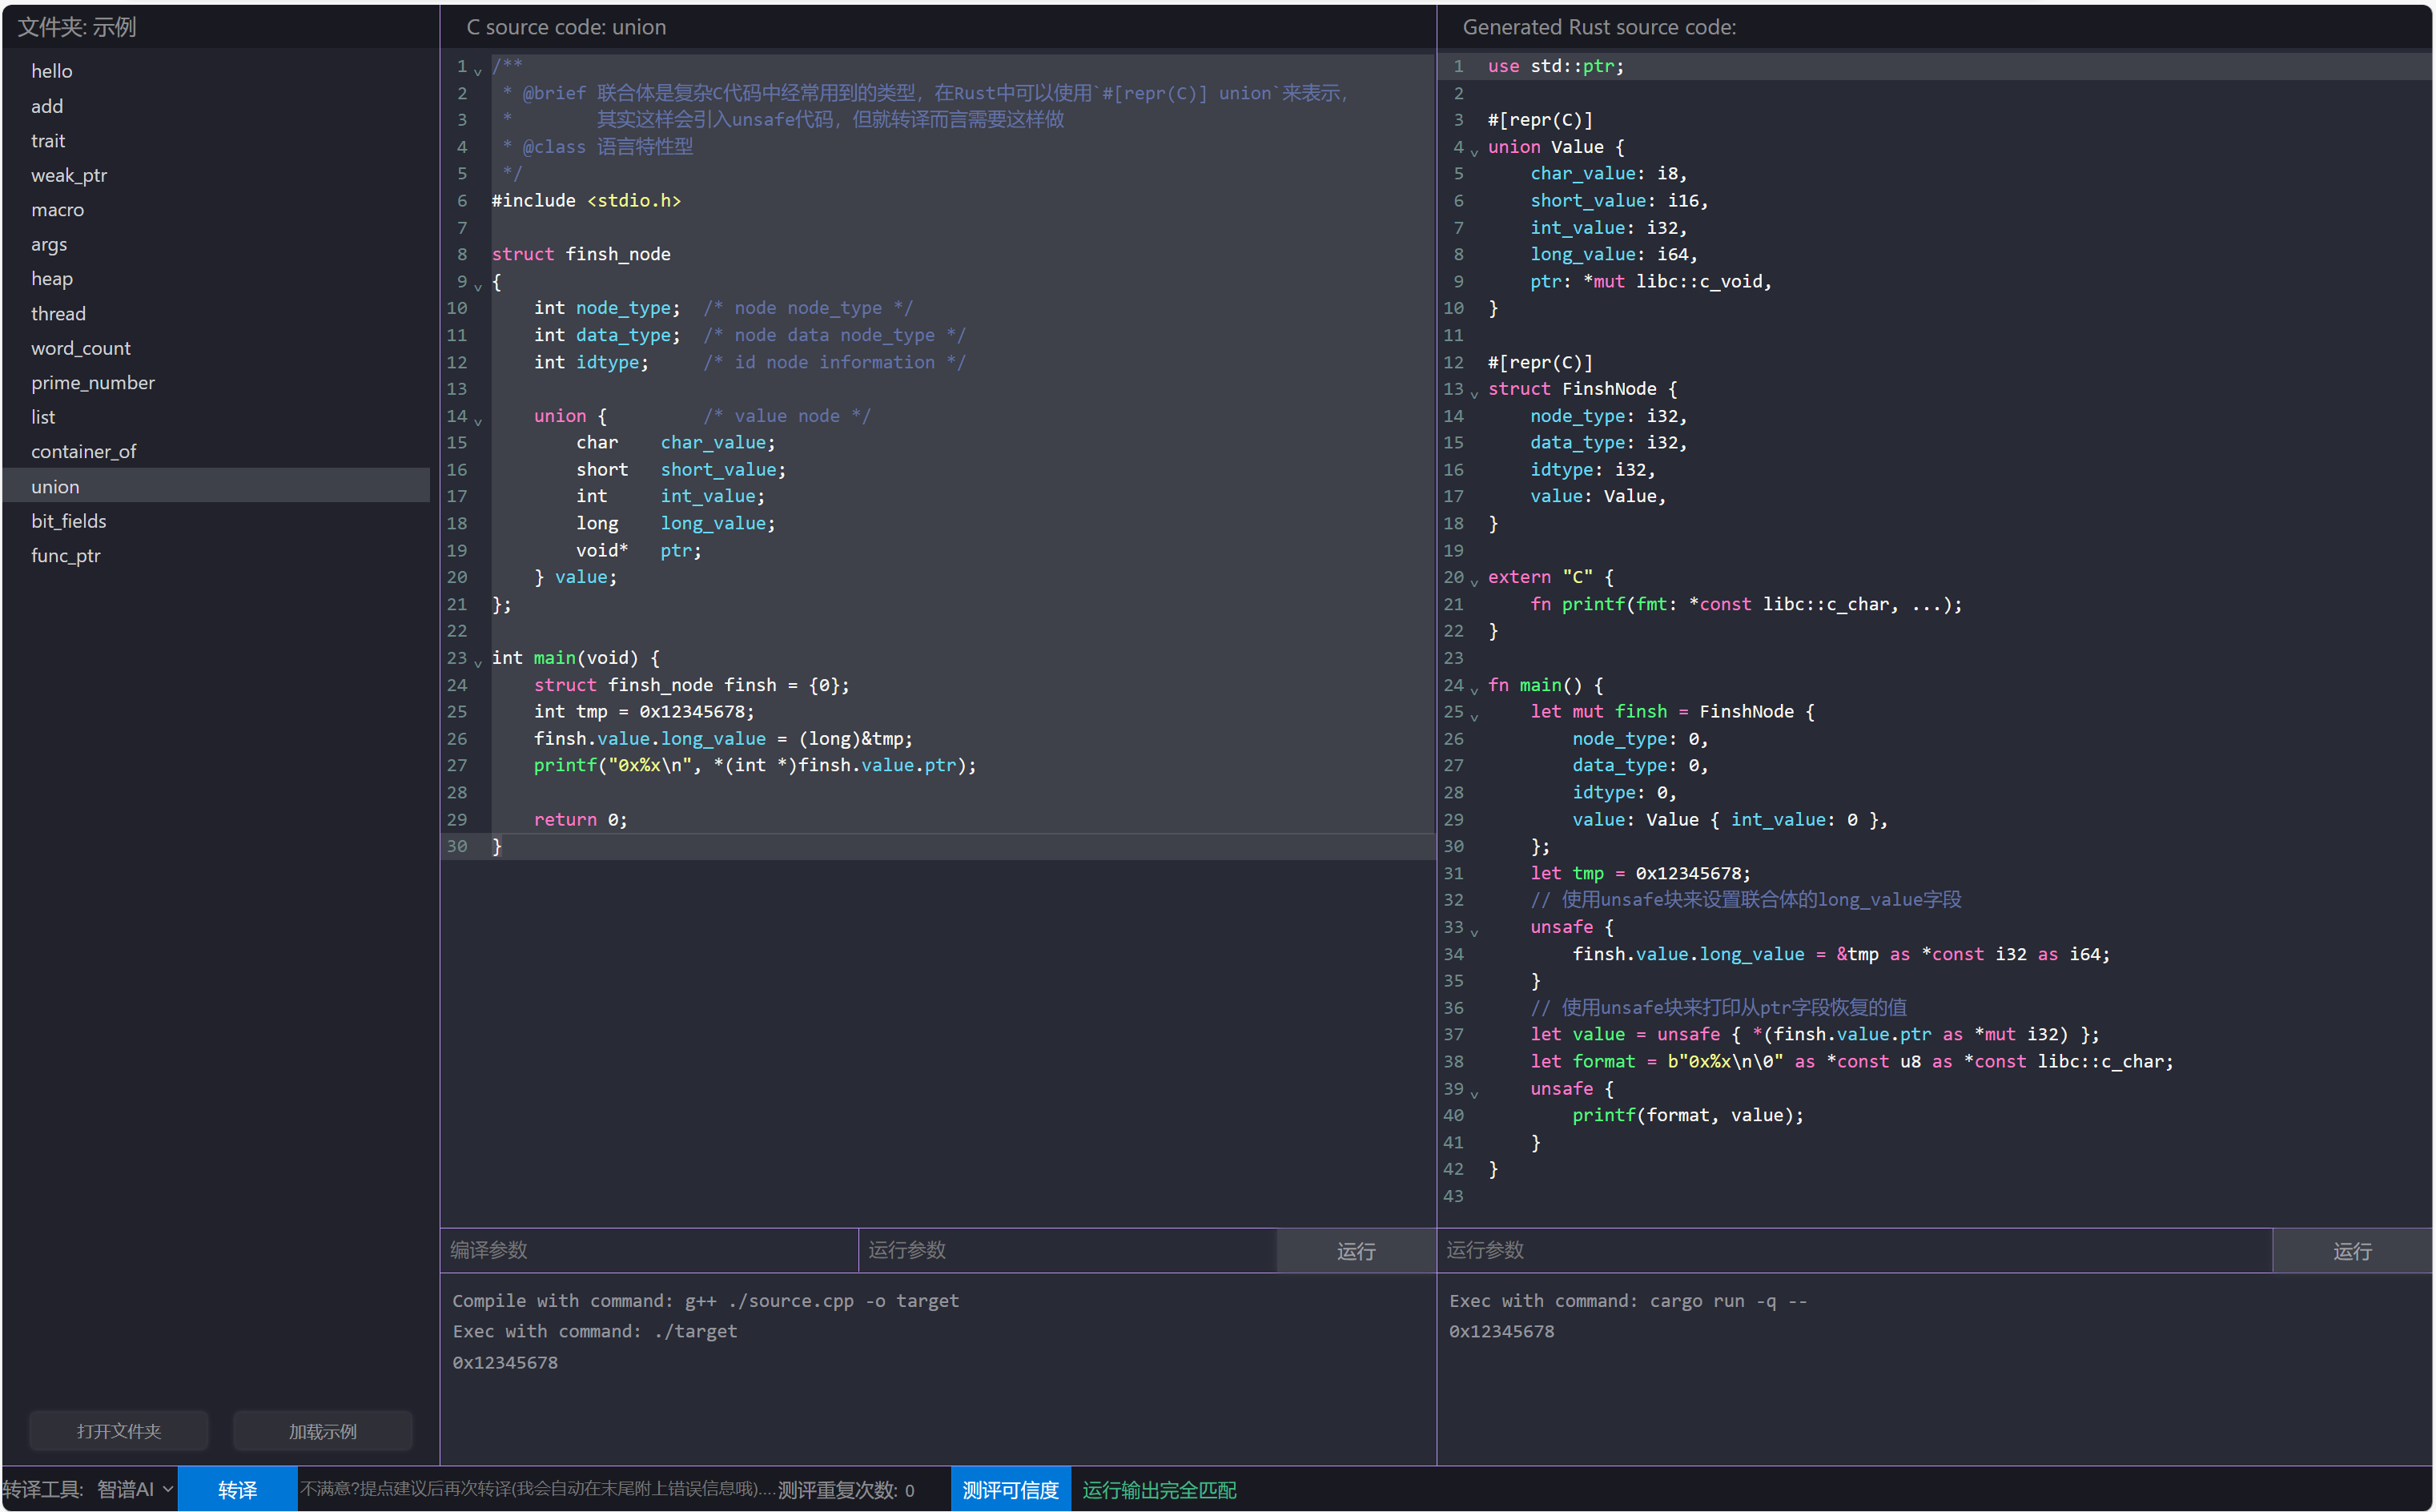 文件夹: 示例
hello
add
trait
weak_ptr
macro
args
heap
thread
word_count
prime_number
list
container_of
union
bit_fields
func_ptr
打开文件夹 加载示例
C source code: union
1 /**
2  * @brief 联合体是复杂C代码中经常用到的类型，在Rust中可以使用`#[repr(C)] union`来表示，
3  *        其实这样会引入unsafe代码，但就转译而言需要这样做
4  * @class 语言特性型
5  */
6 #include <stdio.h>
7
8 struct finsh_node
9 {
10     int node_type;  /* node node_type */
11     int data_type;  /* node data node_type */
12     int idtype;     /* id node information */
13
14     union {         /* value node */
15         char    char_value;
16         short   short_value;
17         int     int_value;
18         long    long_value;
19         void*   ptr;
20     } value;
21 };
22
23 int main(void) {
24     struct finsh_node finsh = {0};
25     int tmp = 0x12345678;
26     finsh.value.long_value = (long)&tmp;
27     printf("0x%x\n", *(int *)finsh.value.ptr);
28
29     return 0;
30 }
编译参数 运行参数 运行
Compile with command: g++ ./source.cpp -o target
Exec with command: ./target
0x12345678
Generated Rust source code:
1 use std::ptr;
2
3 #[repr(C)]
4 union Value {
5     char_value: i8,
6     short_value: i16,
7     int_value: i32,
8     long_value: i64,
9     ptr: *mut libc::c_void,
10 }
11
12 #[repr(C)]
13 struct FinshNode {
14     node_type: i32,
15     data_type: i32,
16     idtype: i32,
17     value: Value,
18 }
19
20 extern "C" {
21     fn printf(fmt: *const libc::c_char, ...);
22 }
23
24 fn main() {
25     let mut finsh = FinshNode {
26         node_type: 0,
27         data_type: 0,
28         idtype: 0,
29         value: Value { int_value: 0 },
30     };
31     let tmp = 0x12345678;
32     // 使用unsafe块来设置联合体的long_value字段
33     unsafe {
34         finsh.value.long_value = &tmp as *const i32 as i64;
35     }
36     // 使用unsafe块来打印从ptr字段恢复的值
37     let value = unsafe { *(finsh.value.ptr as *mut i32) };
38     let format = b"0x%x\n\0" as *const u8 as *const libc::c_char;
39     unsafe {
40         printf(format, value);
41     }
42 }
43
运行参数 运行
Exec with command: cargo run -q --
0x12345678
转译工具: 智谱AI 转译 不满意?提点建议后再次转译(我会自动在末尾附上错误信息哦).... 测评重复次数: 0 测评可信度 运行输出完全匹配